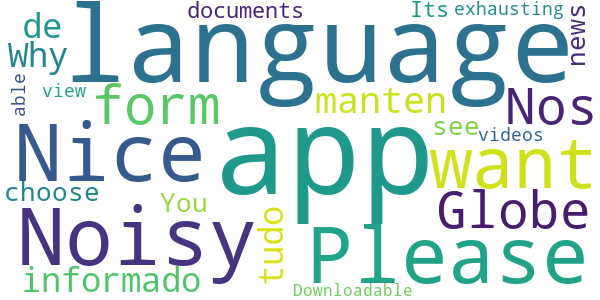 documents
Its exhausting
de
language
news
Why
able
view
form
manten
Nos
Nice
app
see
videos
want
choose
You
Globe
Noisy
tudo
Please
informado
Downloadable